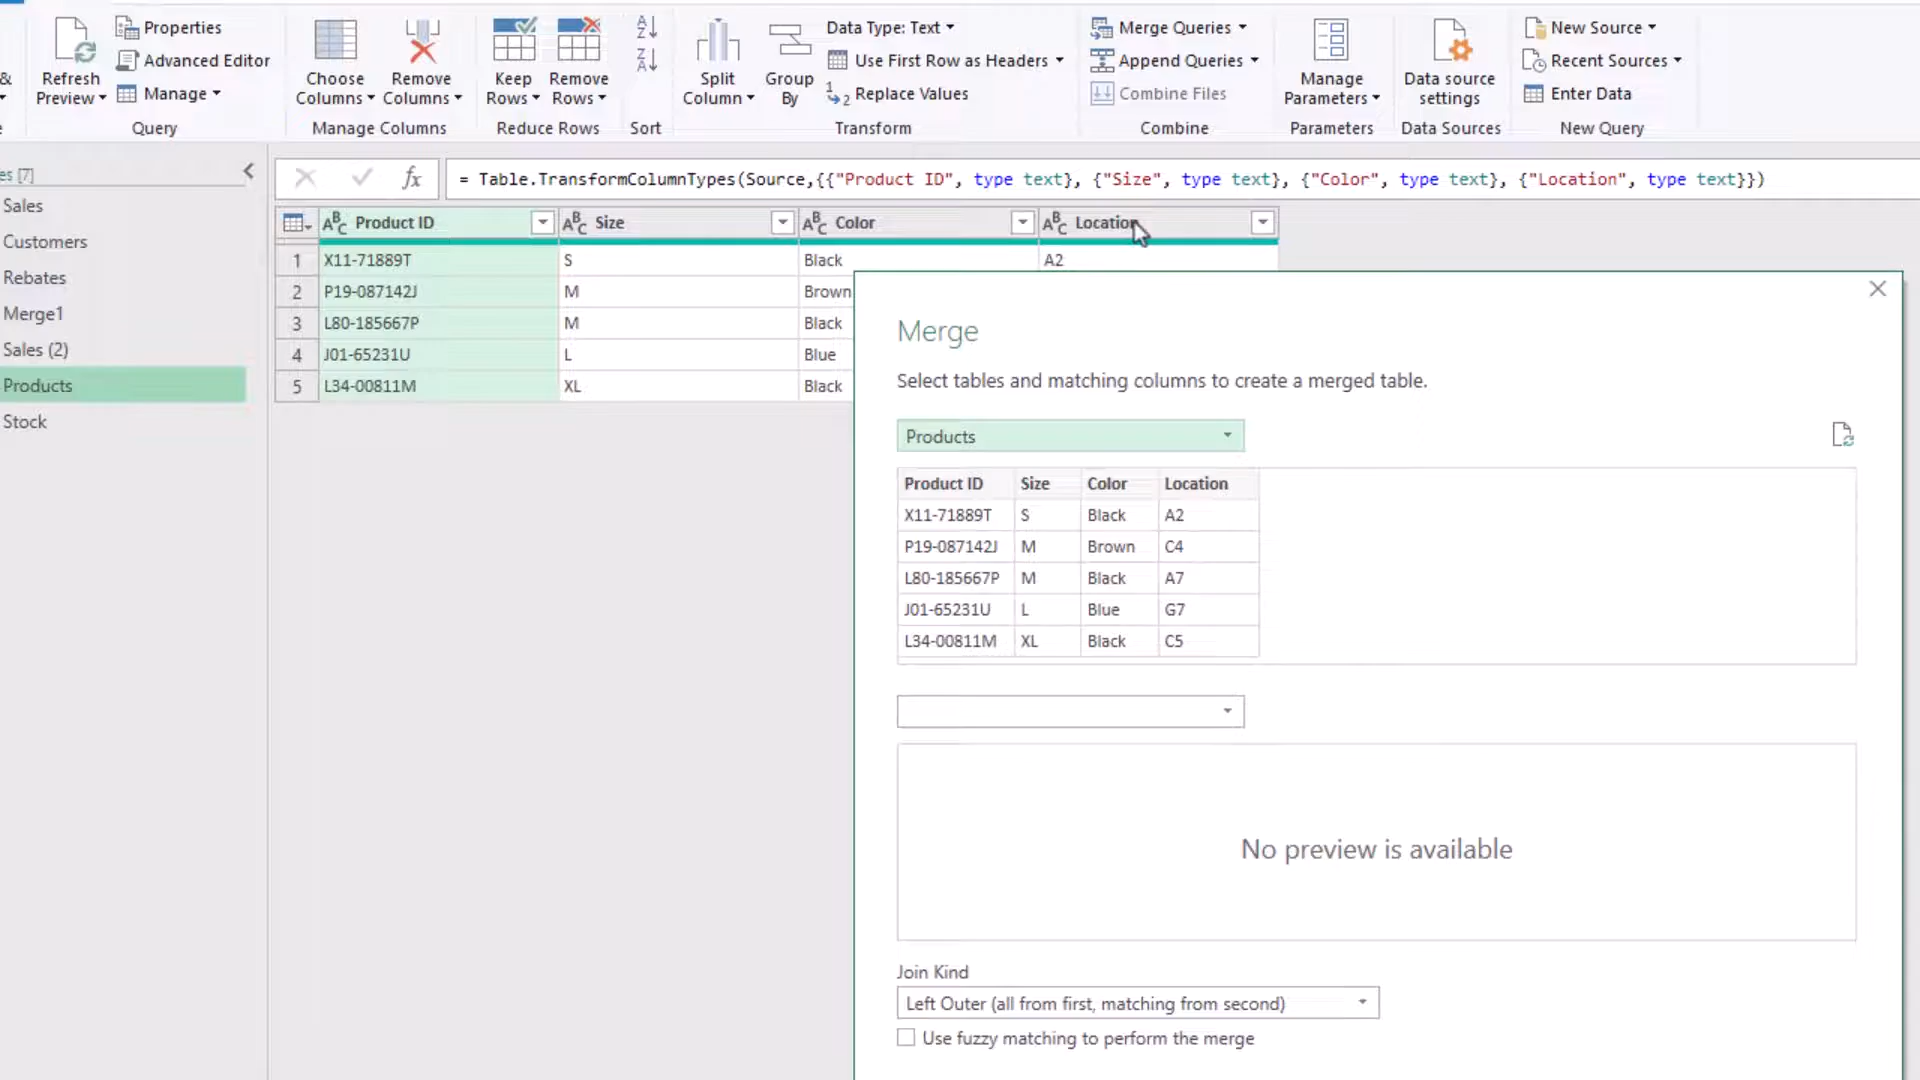 Properties
Advanced Editor
Refresh Preview
Manage
Query
Choose Columns
Remove Columns
Manage Columns
Keep Rows
Remove Rows
Reduce Rows
Sort
Split Column
Group By
Data Type: Text
Use First Row as Headers
Replace Values
Transform
Merge Queries
Append Queries
Combine Files
Combine
Manage Parameters
Parameters
Data source settings
Data Sources
New Source
Recent Sources
Enter Data
New Query
es [7]
Sales
Customers
Rebates
Merge1
Sales (2)
Products
Stock
fx = Table.TransformColumnTypes(Source,{{"Product ID", type text}, {"Size", type text}, {"Color", type text}, {"Location", type text}})
Product ID Size Color Location
1 X11-71889T S Black A2
2 P19-087142J M Brown
3 L80-185667P M Black
4 J01-65231U L Blue
5 L34-00811M XL Black
Merge
Select tables and matching columns to create a merged table.
Products
Product ID Size Color Location
X11-71889T S Black A2
P19-087142J M Brown C4
L80-185667P M Black A7
J01-65231U L Blue G7
L34-00811M XL Black C5
No preview is available
Join Kind
Left Outer (all from first, matching from second)
Use fuzzy matching to perform the merge